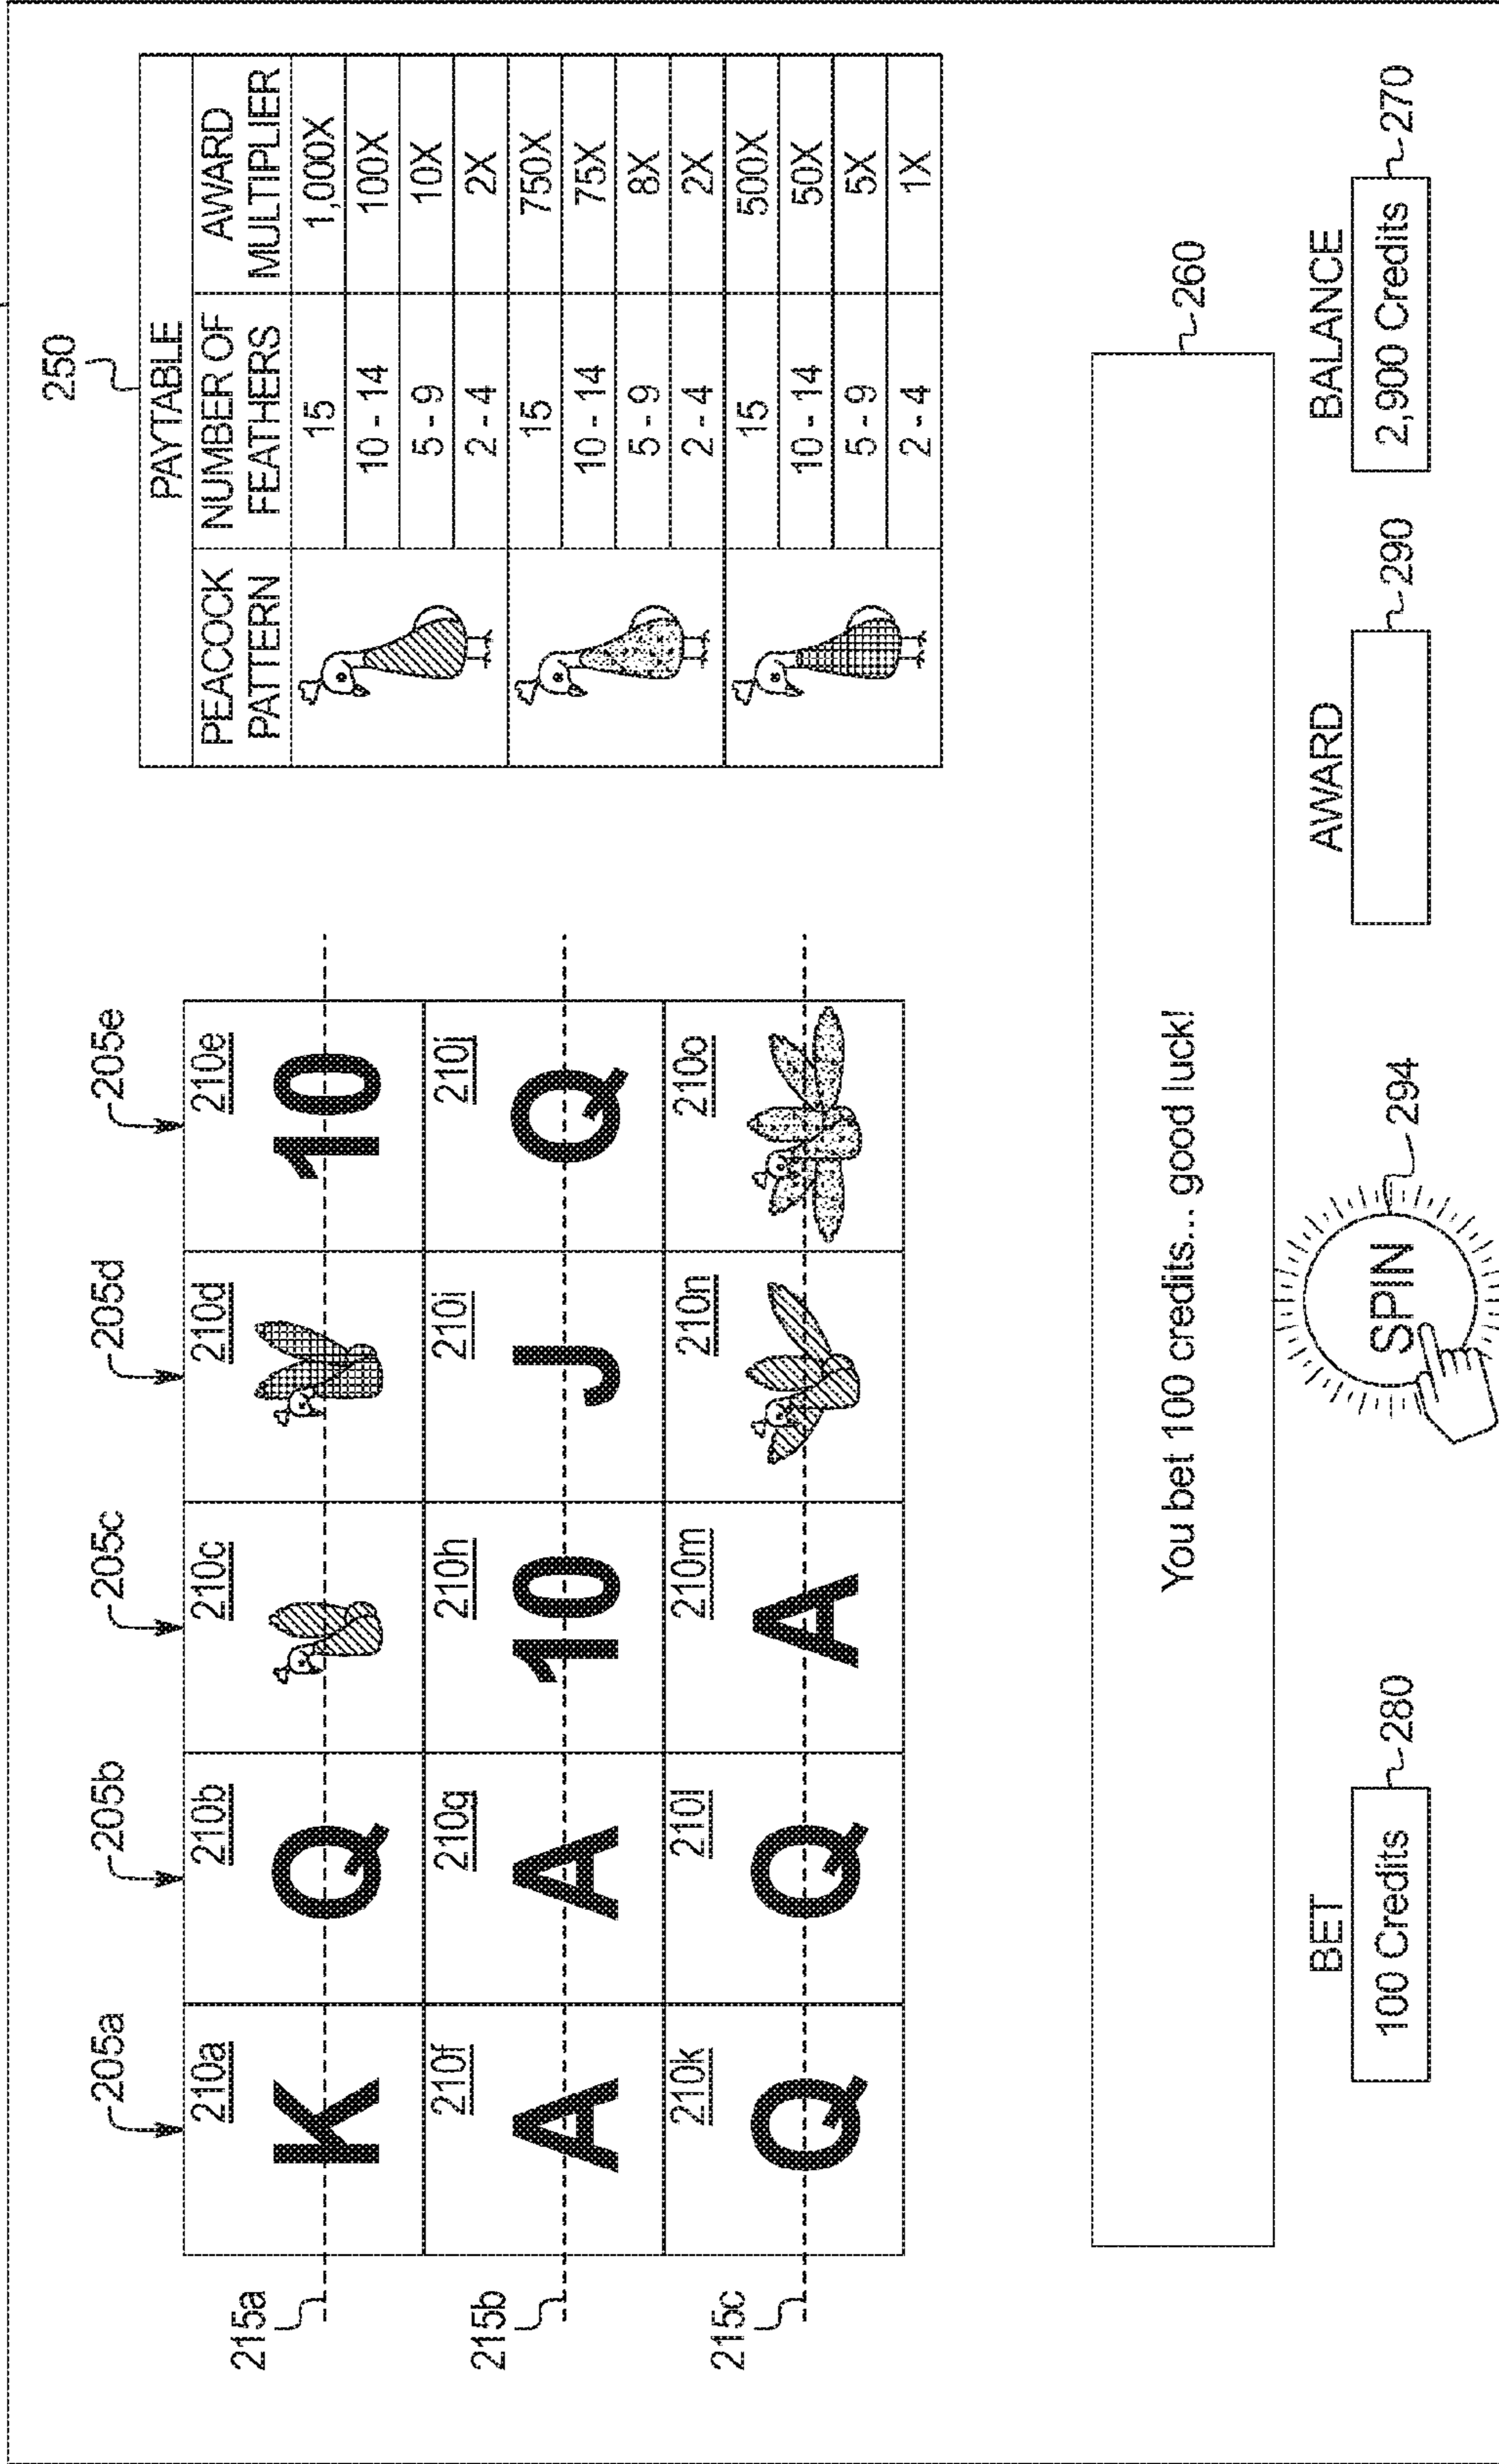 205a 205b 205c 205d 205e
210a 210b 210c 210d 210e
K Q 10
215a
210f 210g 210h 210i 210j
A A 10 J Q
215b
210k 210l 210m 210n 210o
Q Q A
215c
250
PAYTABLE
PEACOCK PATTERN NUMBER OF FEATHERS AWARD MULTIPLIER
15 1,000X
10 - 14 100X
5 - 9 10X
2 - 4 2X
15 750X
10 - 14 75X
5 - 9 8X
2 - 4 2X
15 500X
10 - 14 50X
5 - 9 5X
2 - 4 1X
You bet 100 credits... good luck!
260
BET
100 Credits
280
SPIN
294
AWARD
290
BALANCE
2,900 Credits
270